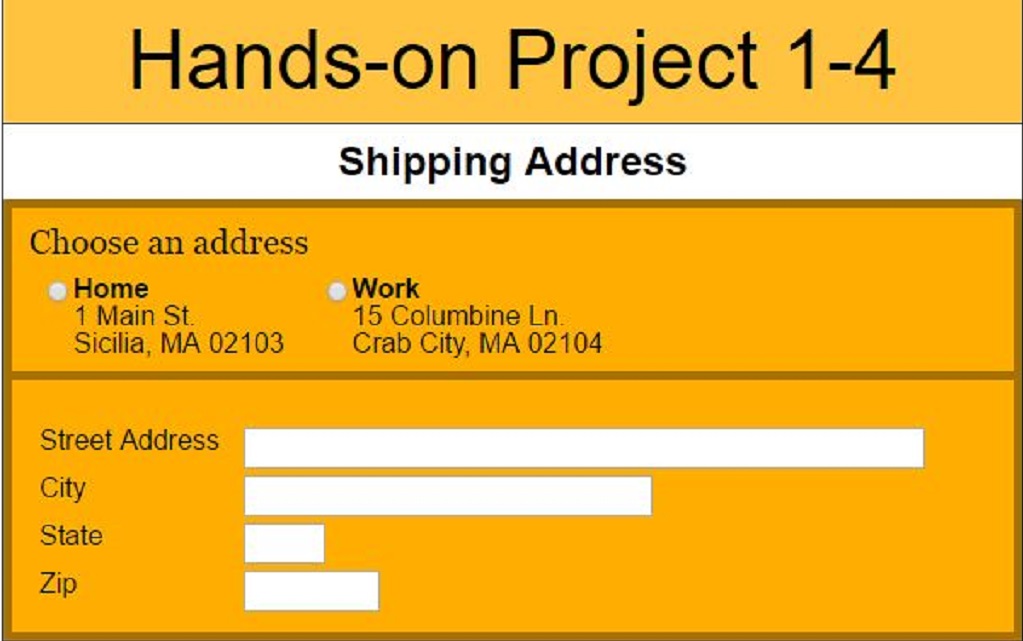 Hands-on Project 1-4
Shipping Address
Choose an address
Home
1 Main St.
Sicilia, MA 02103
Work
15 Columbine Ln.
Crab City, MA 02104
Street Address
City
State
Zip